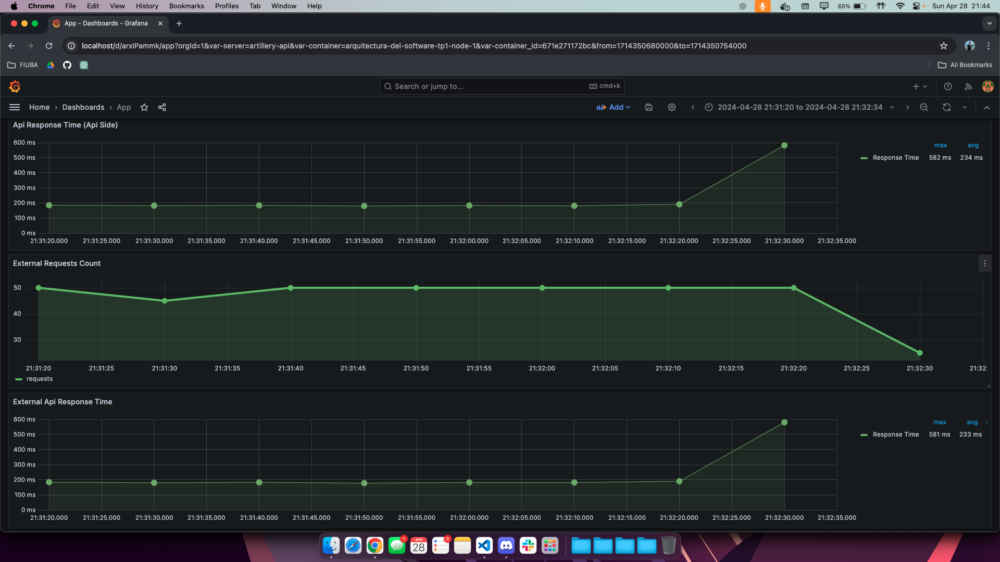 Chrome File Edit View History Bookmarks Profiles Tab Window Help 65% Sun Apr 28 21:44
App - Dashboards - Grafana
localhost/d/arxIPammk/app?orgId=1&var-server=artillery-api&var-container=arquitectura-del-software-tp1-node-1&var-container_id=671e271172bc&from=1714350680000&to=1714350754000
FIUBA All Bookmarks
Search or jump to... cmd+k
Home Dashboards App Add 2024-04-28 21:31:20 to 2024-04-28 21:32:34
Api Response Time (Api Side)
600 ms
500 ms
400 ms
300 ms
200 ms
100 ms
0 ms
21:31:20.000 21:31:25.000 21:31:30.000 21:31:35.000 21:31:40.000 21:31:45.000 21:31:50.000 21:31:55.000 21:32:00.000 21:32:05.000 21:32:10.000 21:32:15.000 21:32:20.000 21:32:25.000 21:32:30.000 21:32:35.000
max avg
Response Time 582 ms 234 ms
External Requests Count
50
40
30
21:31:20 21:31:25 21:31:30 21:31:35 21:31:40 21:31:45 21:31:50 21:31:55 21:32:00 21:32:05 21:32:10 21:32:15 21:32:20 21:32:25 21:32:30 21:32:
requests
External Api Response Time
600 ms
500 ms
400 ms
300 ms
200 ms
100 ms
0 ms
21:31:20.000 21:31:25.000 21:31:30.000 21:31:35.000 21:31:40.000 21:31:45.000 21:31:50.000 21:31:55.000 21:32:00.000 21:32:05.000 21:32:10.000 21:32:15.000 21:32:20.000 21:32:25.000 21:32:30.000 21:32:35.000
max avg
Response Time 581 ms 233 ms
1 APR 28 3